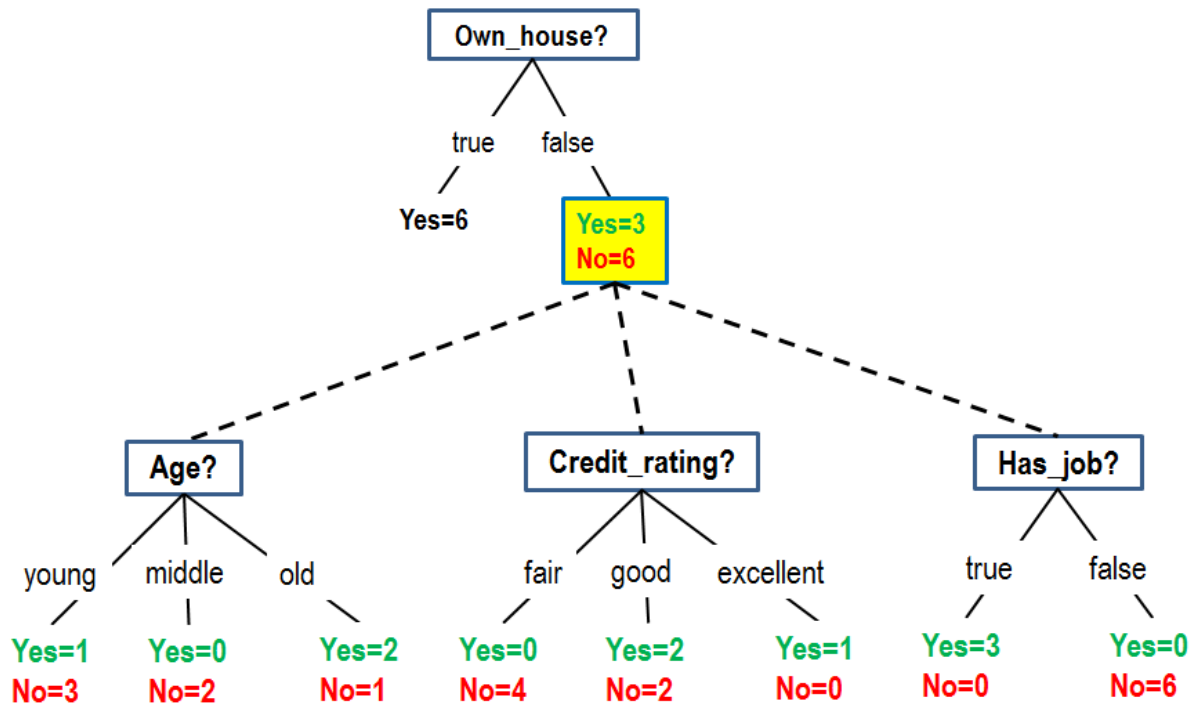 Own_house?
true false
Yes=6
Yes=3
No=6
Age? Credit_rating? Has_job?
young middle old fair good excellent true false
Yes=1 Yes=0 Yes=2 Yes=0 Yes=2 Yes=1 Yes=3 Yes=0
No=3 No=2 No=1 No=4 No=2 No=0 No=0 No=6